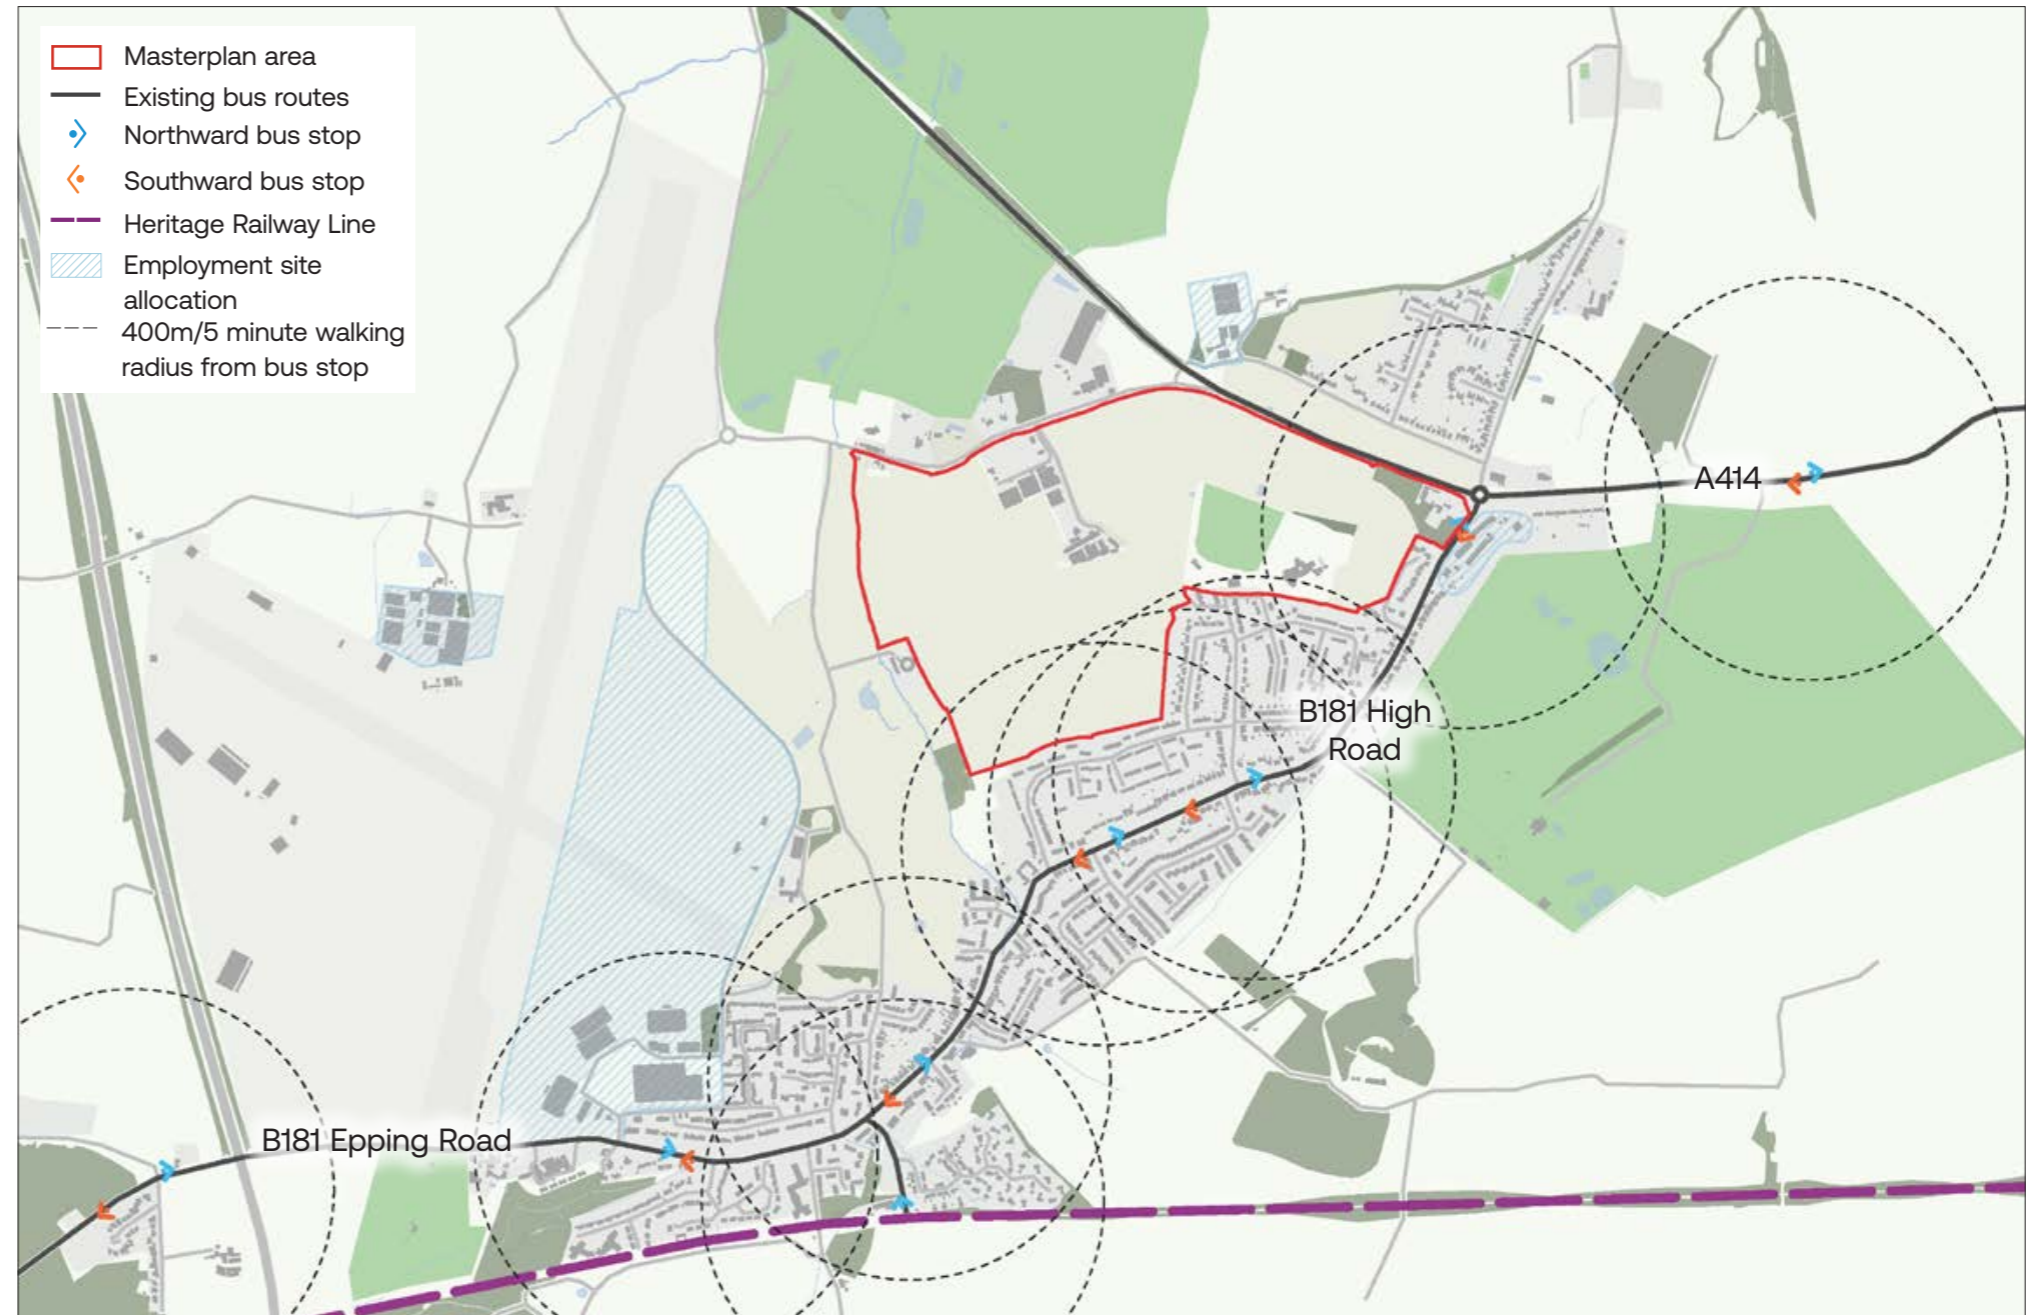 Masterplan area
Existing bus routes
Northward bus stop
Southward bus stop
Heritage Railway Line
Employment site
allocation
400m/5 minute walking
radius from bus stop
A414
B181 High
Road
B181 Epping Road